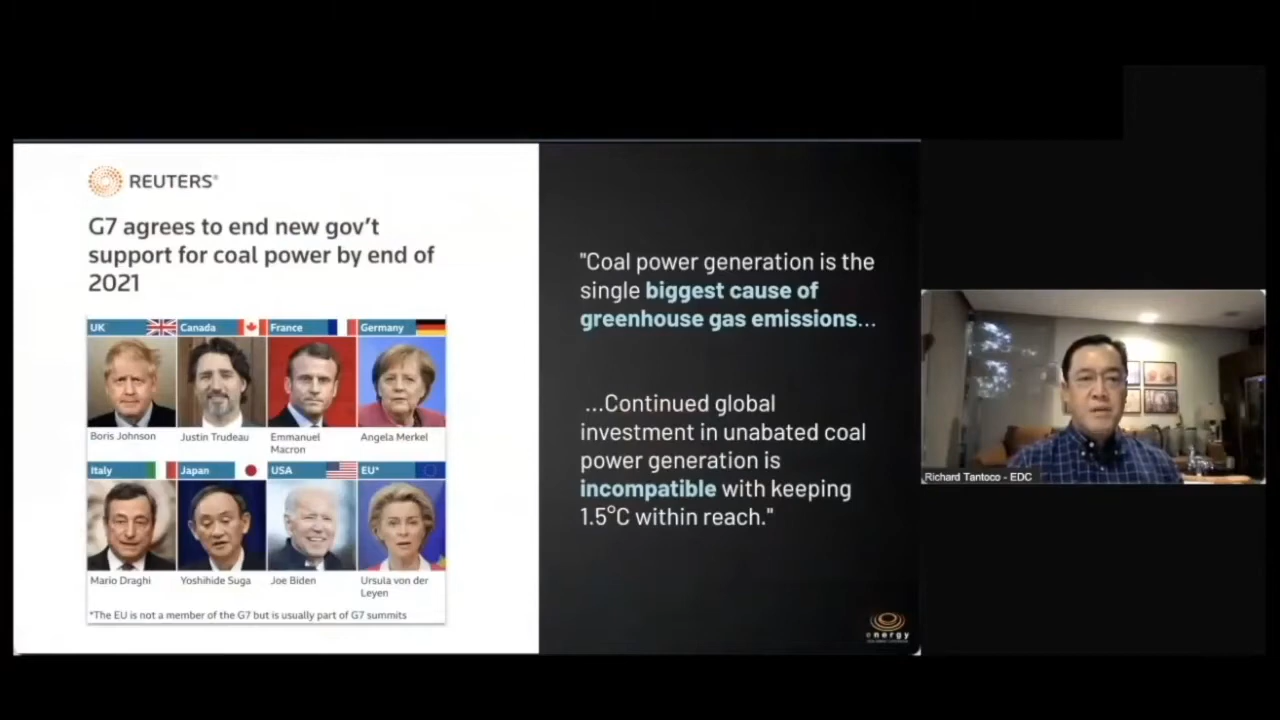 REUTERS®
G7 agrees to end new gov't
support for coal power by end of
2021
UK
Canada
France
Germany
Boris Johnson
Justin Trudeau
Emmanuel
Macron
Angela Merkel
Italy
Japan
USA
EU*
Mario Draghi
Yoshihide Suga
Joe Biden
Ursula von der
Leyen
*The EU is not a member of the G7 but is usually part of G7 summits
"Coal power generation is the
single biggest cause of
greenhouse gas emissions...
...Continued global
investment in unabated coal
power generation is
incompatible with keeping
1.5°C within reach."
energy
Richard Tantoco - EDC